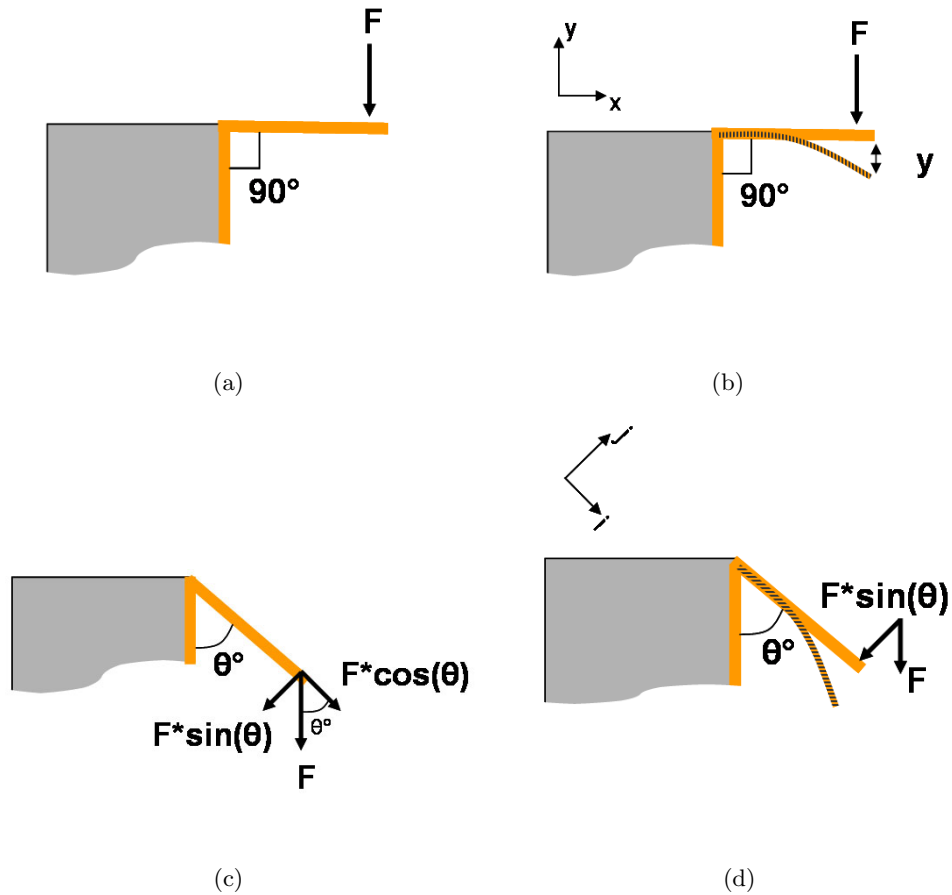 F
90°
(a)
y
x
F
90°
y
(b)
θ°
F*cos(θ)
F*sin(θ)
θ°
F
(c)
j
i
F*sin(θ)
θ°
F
(d)